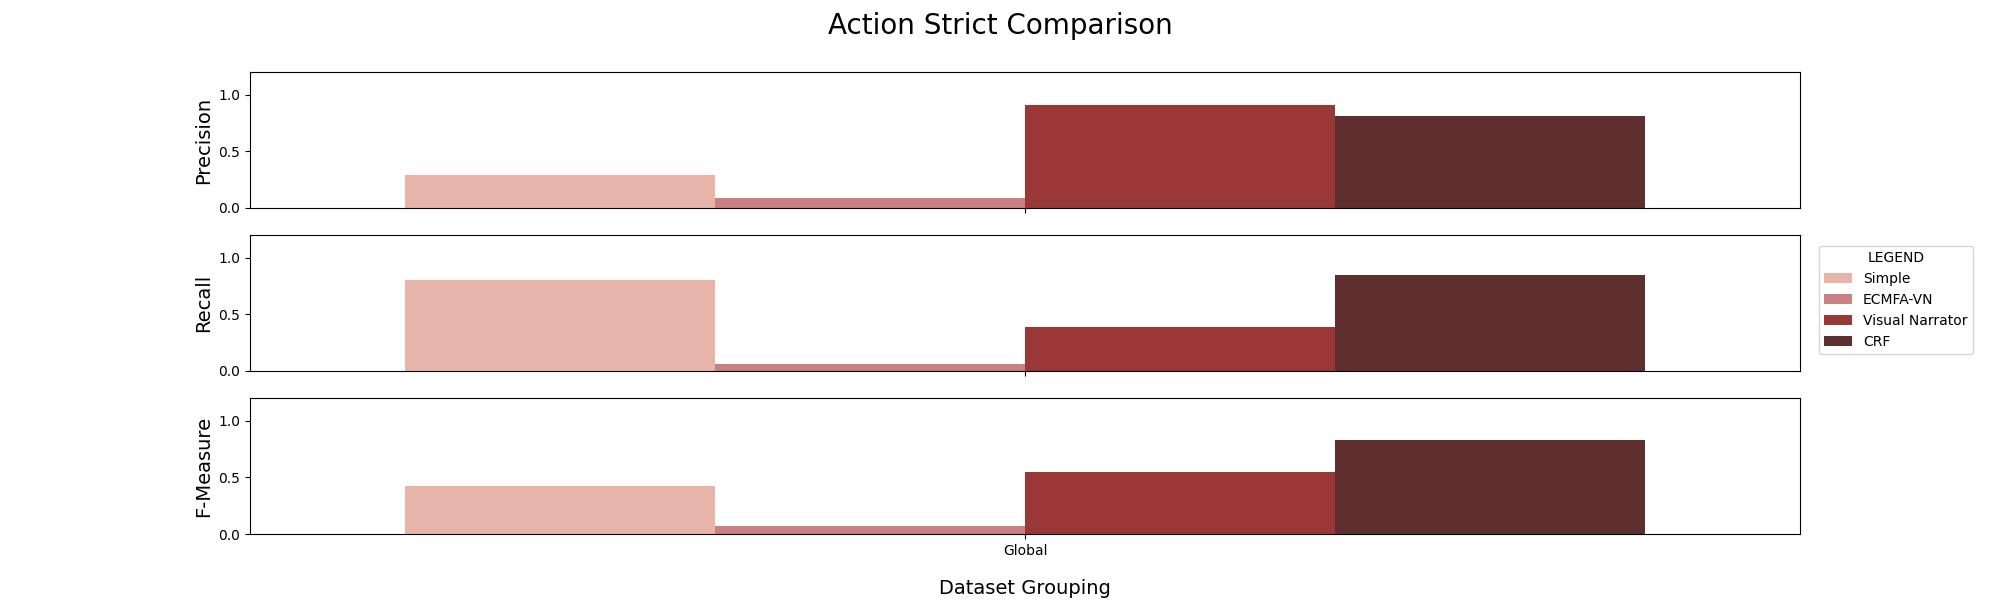 Action Strict Comparison
Precision
1.0
0.5
0.0
Recall
1.0
0.5
0.0
F-Measure
1.0
0.5
0.0
Global
Dataset Grouping
LEGEND
Simple
ECMFA-VN
Visual Narrator
CRF